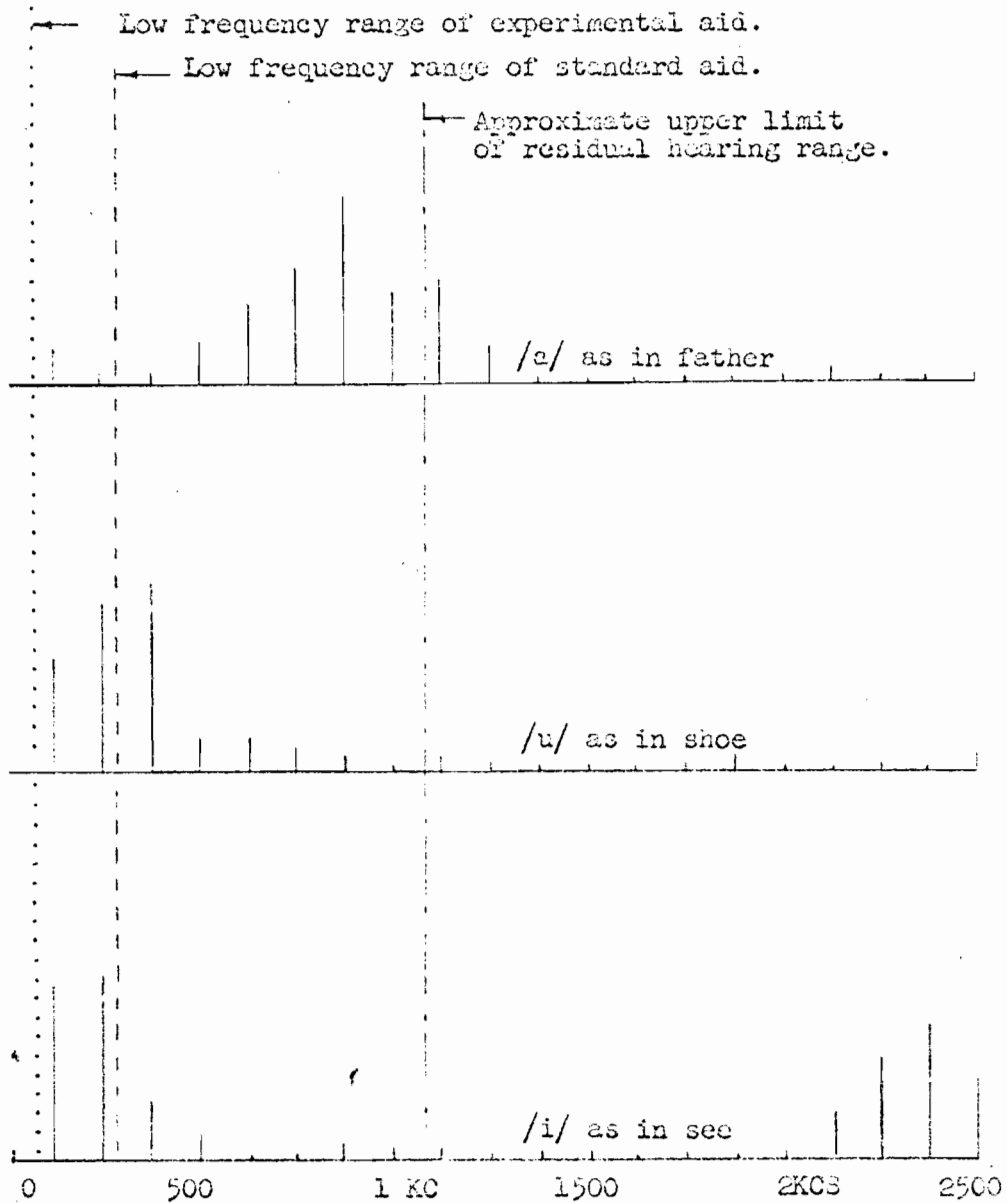 Low frequency range of experimental aid.
Low frequency range of standard aid.
Approximate upper limit
of residual hearing range.
/a/ as in father
/u/ as in shoe
/i/ as in see
0 500 1 KC 1500 2KCS 2500